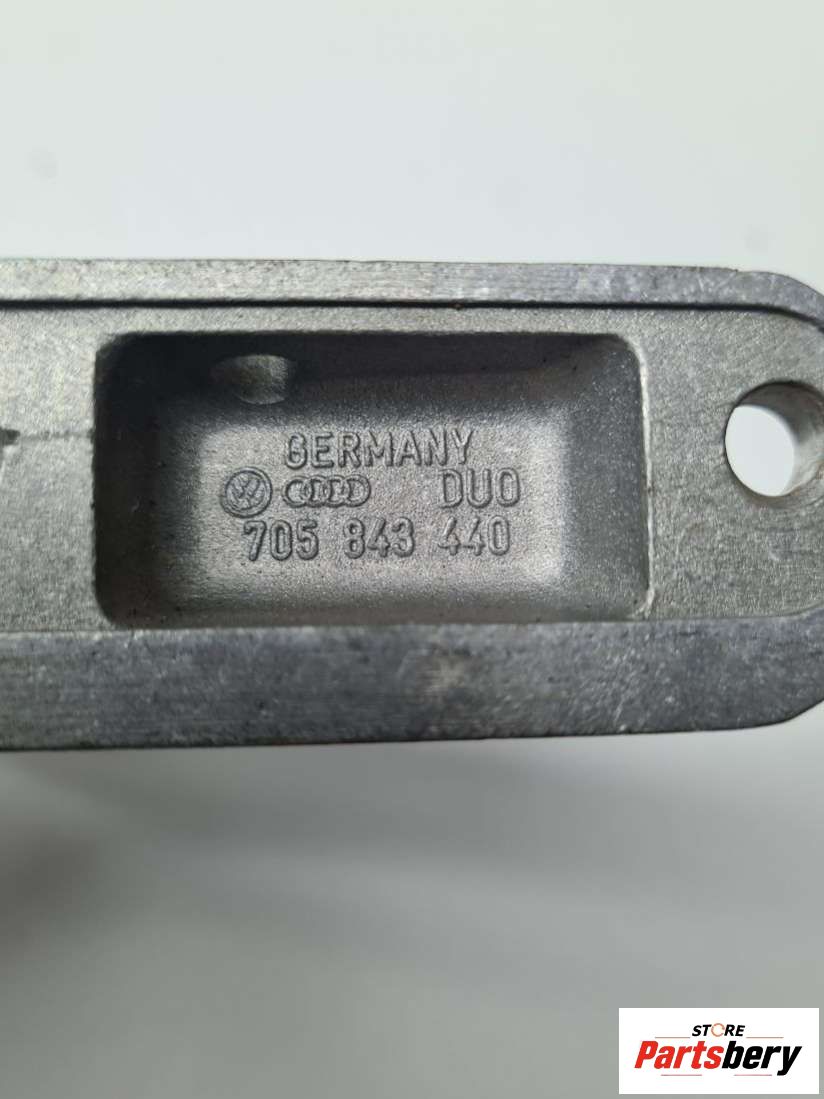 GERMANY
DUO
705 843 440
STORE
Partsbery